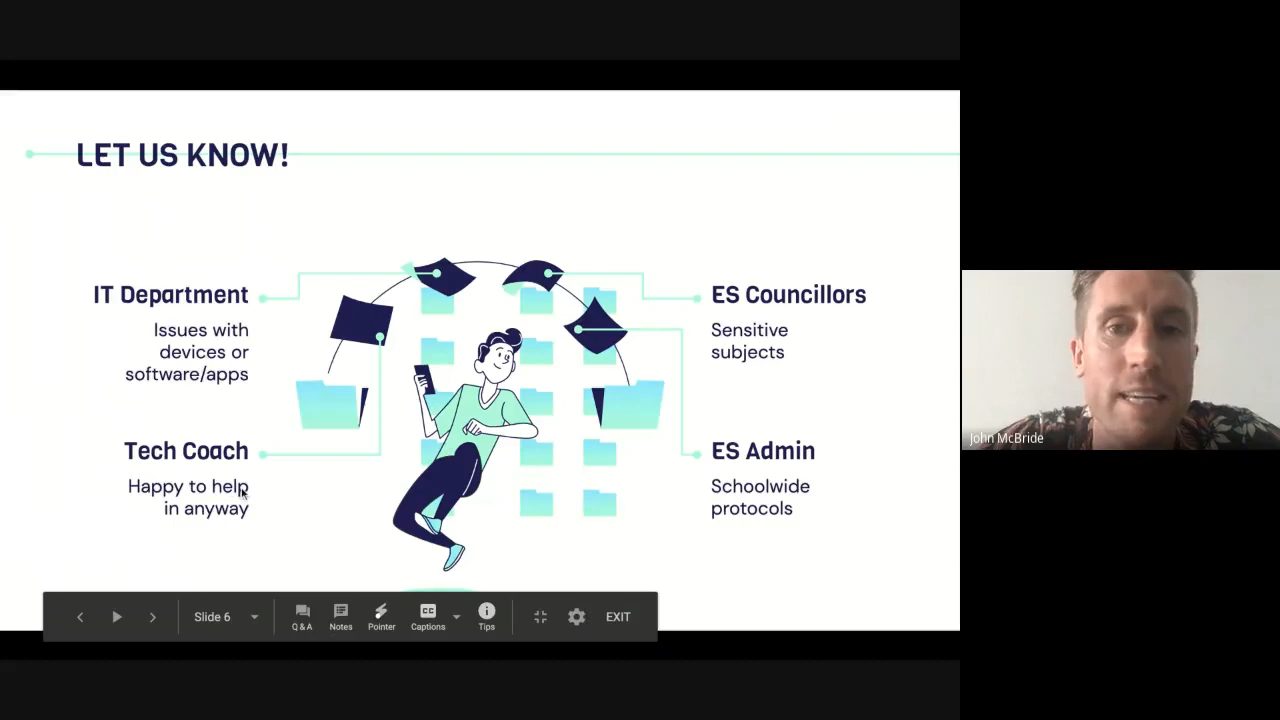 LET US KNOW!
IT Department
Issues with
devices or
software/apps
Tech Coach
Happy to help
in anyway
ES Councillors
Sensitive
subjects
ES Admin
Schoolwide
protocols
John McBride
Slide 6
Q & A
Notes
Pointer
CC
Captions
Tips
EXIT